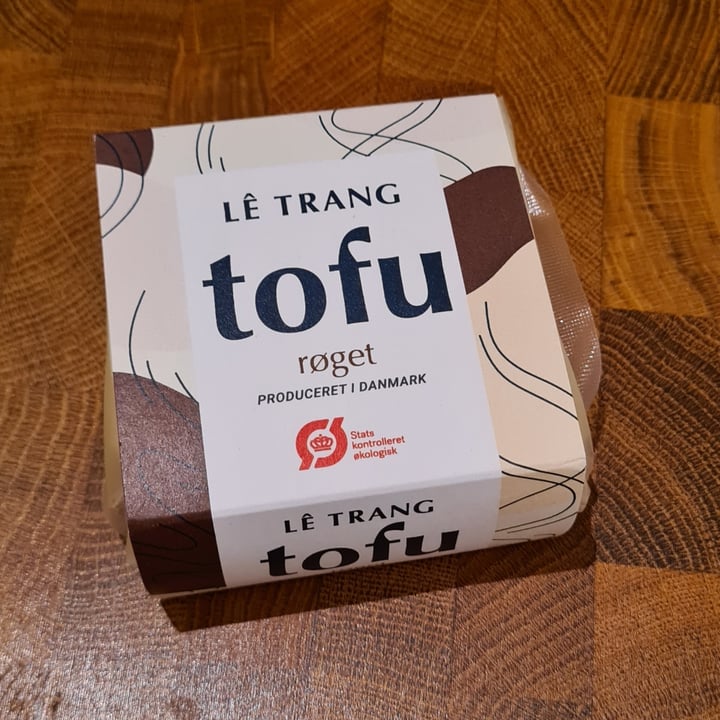 LÊ TRANG
tofu
røget
PRODUCERET I DANMARK
Stats
kontrolleret
økologisk
LÊ TRANG
tofu